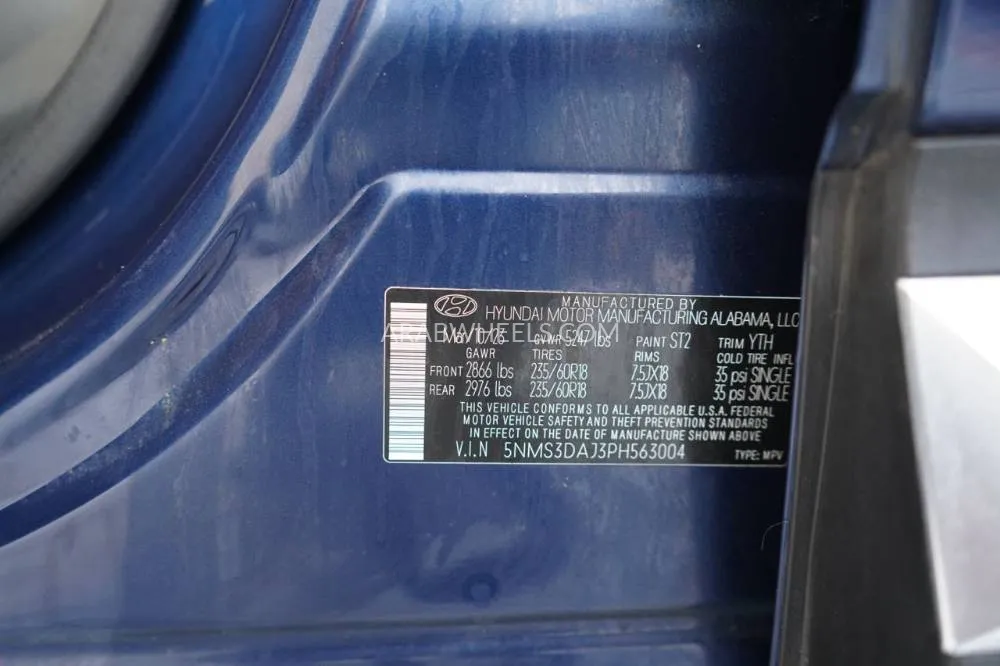 MANUFACTURED BY
HYUNDAI MOTOR MANUFACTURING ALABAMA, LLC
ARABWHEELS.COM
GVWR 5247 lbs PAINT ST2 TRIM YTH
GAWR TIRES RIMS COLD TIRE INFL
FRONT 2866 lbs 235/60R18 7.5JX18 35 psi SINGLE
REAR 2976 lbs 235/60R18 7.5JX18 35 psi SINGLE
THIS VEHICLE CONFORMS TO ALL APPLICABLE U.S.A. FEDERAL
MOTOR VEHICLE SAFETY AND THEFT PREVENTION STANDARDS
IN EFFECT ON THE DATE OF MANUFACTURE SHOWN ABOVE
V.I.N 5NMS3DAJ3PH563004 TYPE: MPV